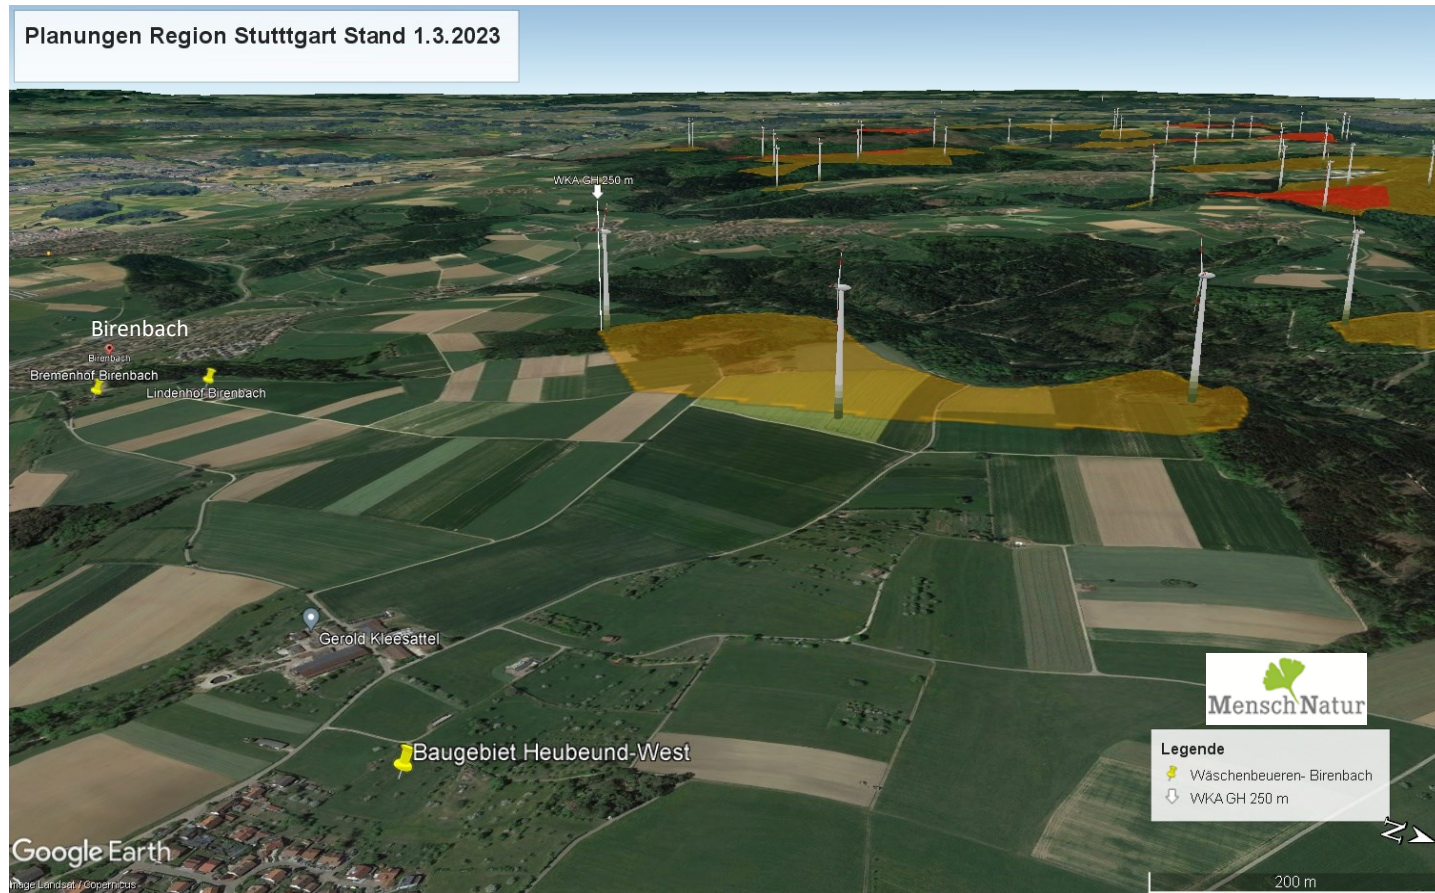 Planungen Region Stutttgart Stand 1.3.2023
WKA GH 250 m
Birenbach
Birenbach
Bremenhof Birenbach
Lindenhof Birenbach
Gerold Kleesattel
Baugebiet Heubeund-West
MenschNatur
Legende
Wäschenbeueren- Birenbach
WKA GH 250 m
N
Google Earth
Image Landsat / Copernicus
200 m